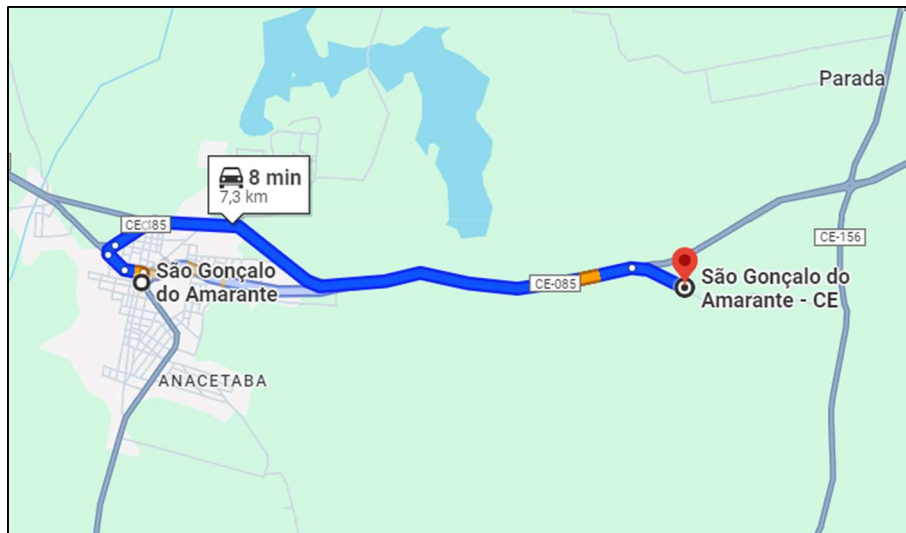 Parada
8 min
7,3 km
CE-085
CE-156
São Gonçalo
do Amarante
CE-085
São Gonçalo do
Amarante - CE
ANACETABA